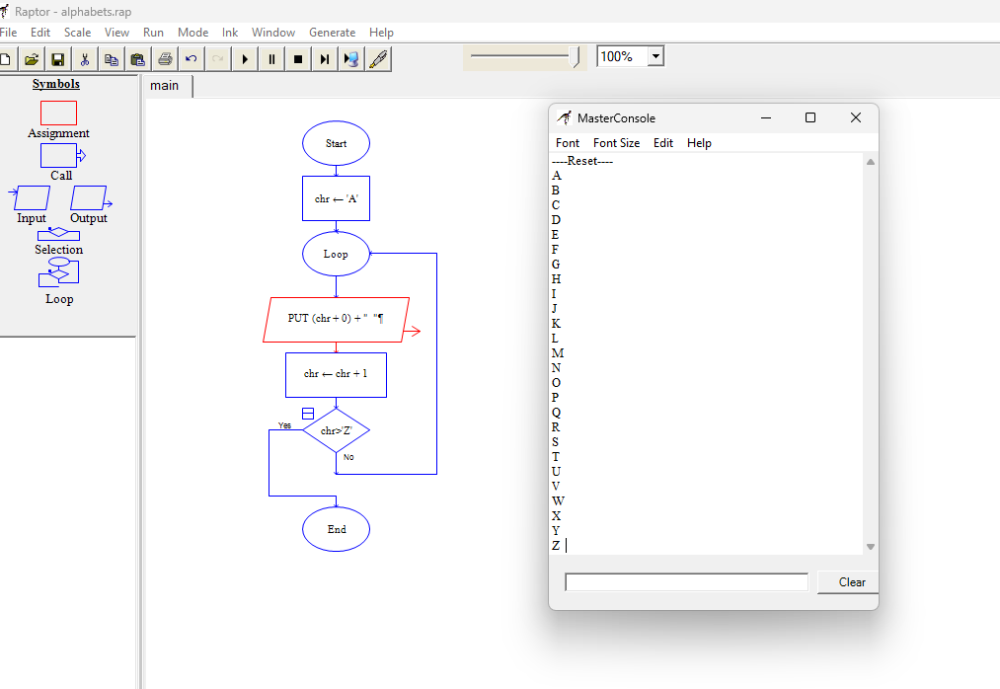 Raptor - alphabets.rap
File Edit Scale View Run Mode Ink Window Generate Help
100%
Symbols
Assignment
Call
Input Output
Selection
Loop
main
Start
chr ← 'A'
Loop
PUT (chr + 0) + "  "¶
chr ← chr + 1
Yes
chr>'Z'
No
End
MasterConsole
Font Font Size Edit Help
----Reset----
A
B
C
D
E
F
G
H
I
J
K
L
M
N
O
P
Q
R
S
T
U
V
W
X
Y
Z
Clear